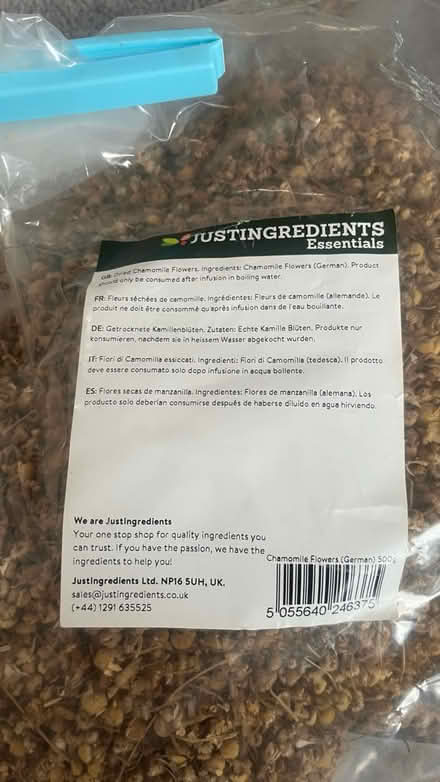 JUSTINGREDIENTS
Essentials
GB: Dried Chamomile Flowers. Ingredients: Chamomile Flowers (German). Product
should only be consumed after infusion in boiling water.
FR: Fleurs séchées de camomille. Ingrédientes: Fleurs de camomille (allemande). Le
produit ne doit être consommé qu'après infusion dans de l'eau bouillante.
DE: Getrocknete Kamillenblüten. Zutaten: Echte Kamille Blüten. Produkte nur
konsumieren, nachdem sie in heissem Wasser abgekocht wurden.
IT: Fiori di Camomilla essiccati. Ingredienti: Fiori di Camomilla (tedesca). Il prodotto
deve essere consumato solo dopo infusione in acqua bollente.
ES: Flores secas de manzanilla. Ingredientes: Flores de manzanilla (alemana). Los
producto solo deberían consumirse después de haberse diluido en agua hirviendo.
We are JustIngredients
Your one stop shop for quality ingredients you
can trust. If you have the passion, we have the
ingredients to help you!
JustIngredients Ltd. NP16 5UH, UK.
sales@justingredients.co.uk
(+44) 1291 635525
Chamomile Flowers (German) 500g
5 055640 246375